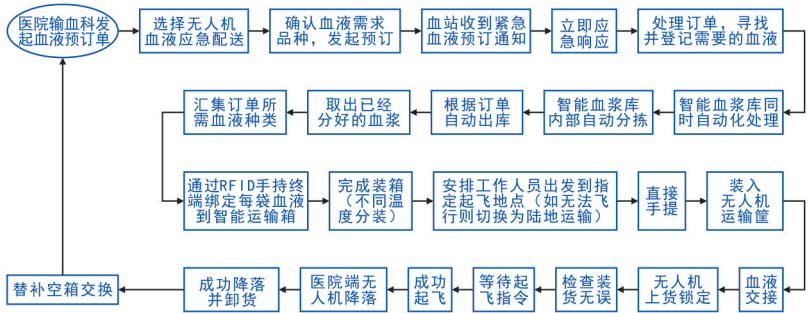 医院输血科发
起血液预订单
选择无人机
血液应急配送
确认血液需求
品种，发起预订
血站收到紧急
血液预订通知
立即应
急响应
处理订单，寻找
并登记需要的血液
智能血浆库同
时自动化处理
智能血浆库
内部自动分拣
根据订单
自动出库
取出已经
分好的血浆
汇集订单所
需血液种类
通过RFID手持终
端绑定每袋血液
到智能运输箱
完成装箱
（不同温
度分装）
安排工作人员出发到指
定起飞地点（如无法飞
行则切换为陆地运输）
直接
手提
装入
无人机
运输筐
血液
交接
无人机
上货锁定
检查装
货无误
等待起
飞指令
成功
起飞
医院端无
人机降落
成功降落
并卸货
替补空箱交换